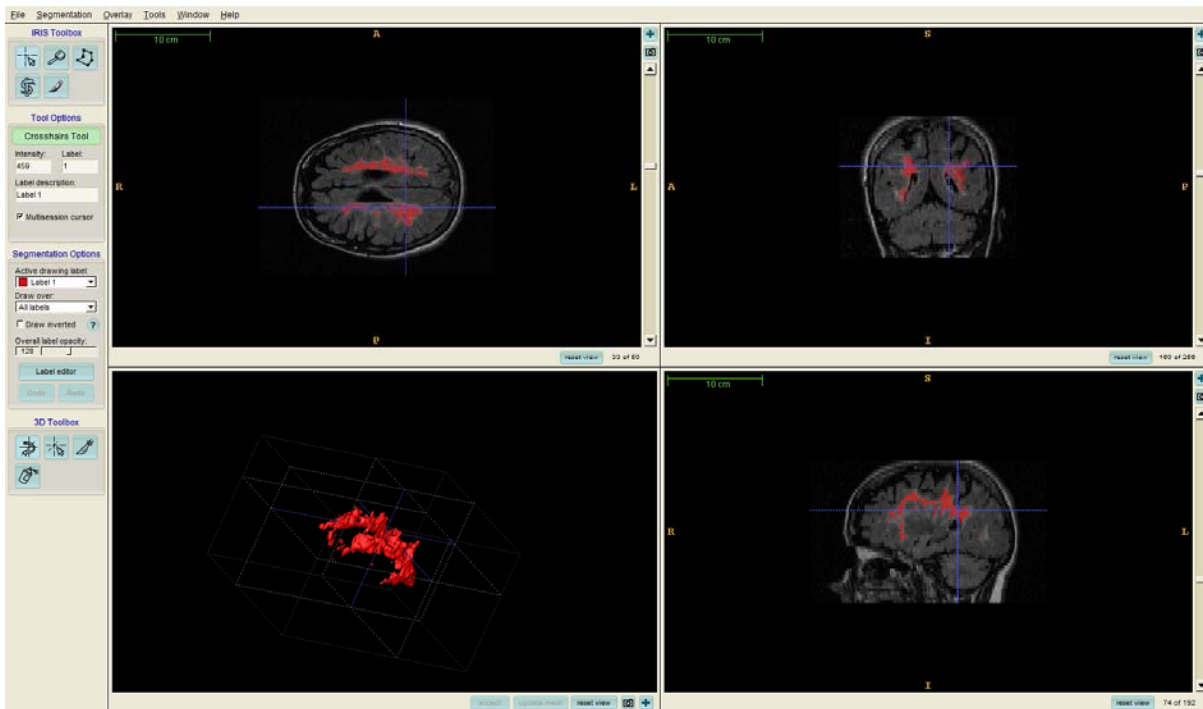 File Segmentation Overlay Tools Window Help
IRIS Toolbox
Tool Options
Crosshairs Tool
Intensity: Label:
459 1
Label description:
Label 1
Multisession cursor
Segmentation Options
Active drawing label:
Label 1
Draw over:
All labels
Draw inverted ?
Overall label opacity:
128
Label editor
Undo Redo
3D Toolbox
10 cm
A
R
L
P
reset view
S
A
P
I
reset view
accept update mesh reset view
10 cm
S
R
L
I
reset view 74 of 192